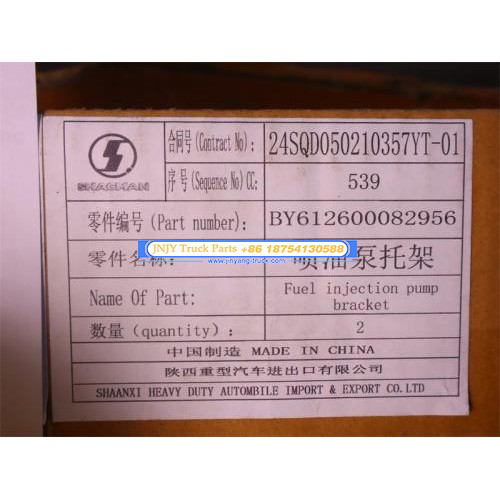 SHACMAN
合同号(Contract No):
24SQD050210357YT-01
序 号(Sequence No)CC:
539
零件编号(Part number):
BY612600082956
JNJY Truck Parts +86 18754130588
www.jnjyang-truck.com
零件名称:
喷油泵托架
Name Of Part:
Fuel injection pump
bracket
数量(quantity):
2
中国制造 MADE IN CHINA
陕西重型汽车进出口有限公司
SHAANXI HEAVY DUTY AUTOMBILE IMPORT & EXPORT CO.LTD